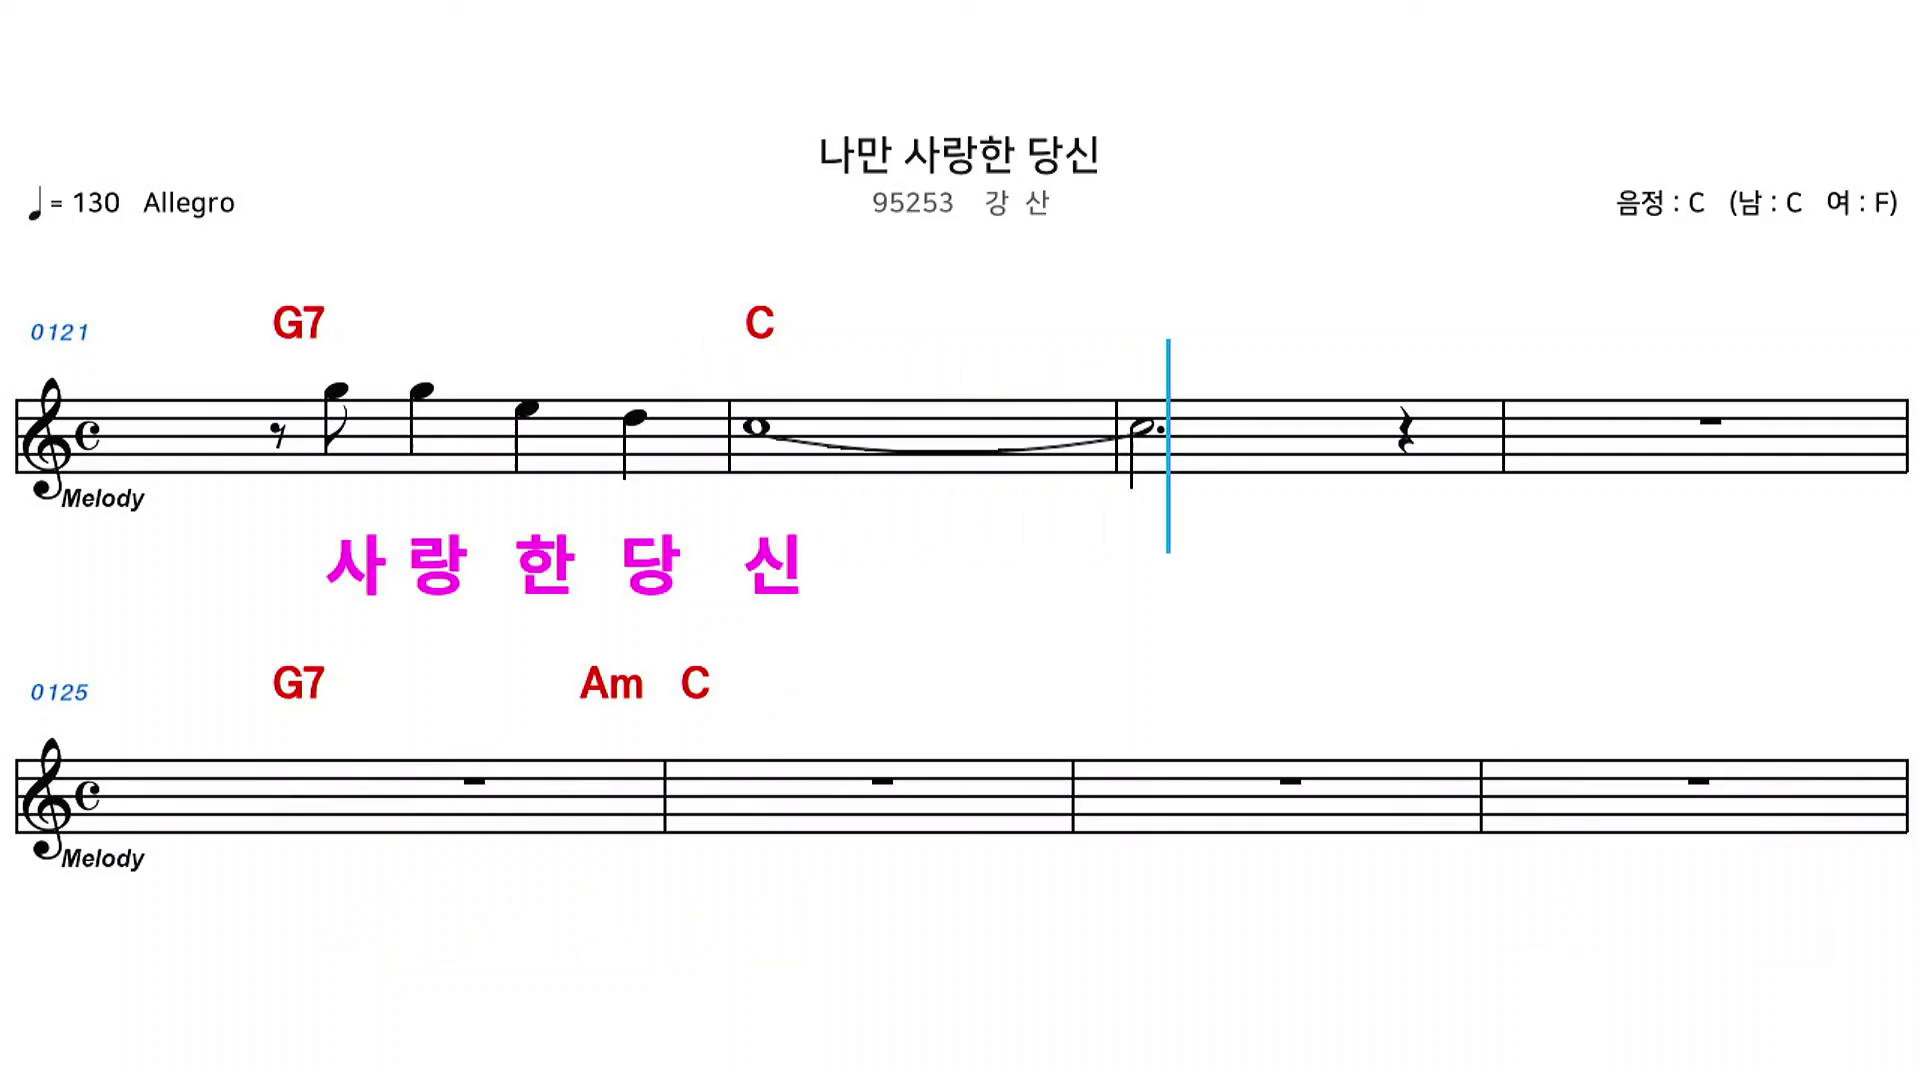 나만 사랑한 당신
♩ = 130 Allegro 95253 강 산 음정 : C (남 : C 여 : F)
0121 G7 C
Melody
사 랑 한 당 신
0125 G7 Am C
Melody